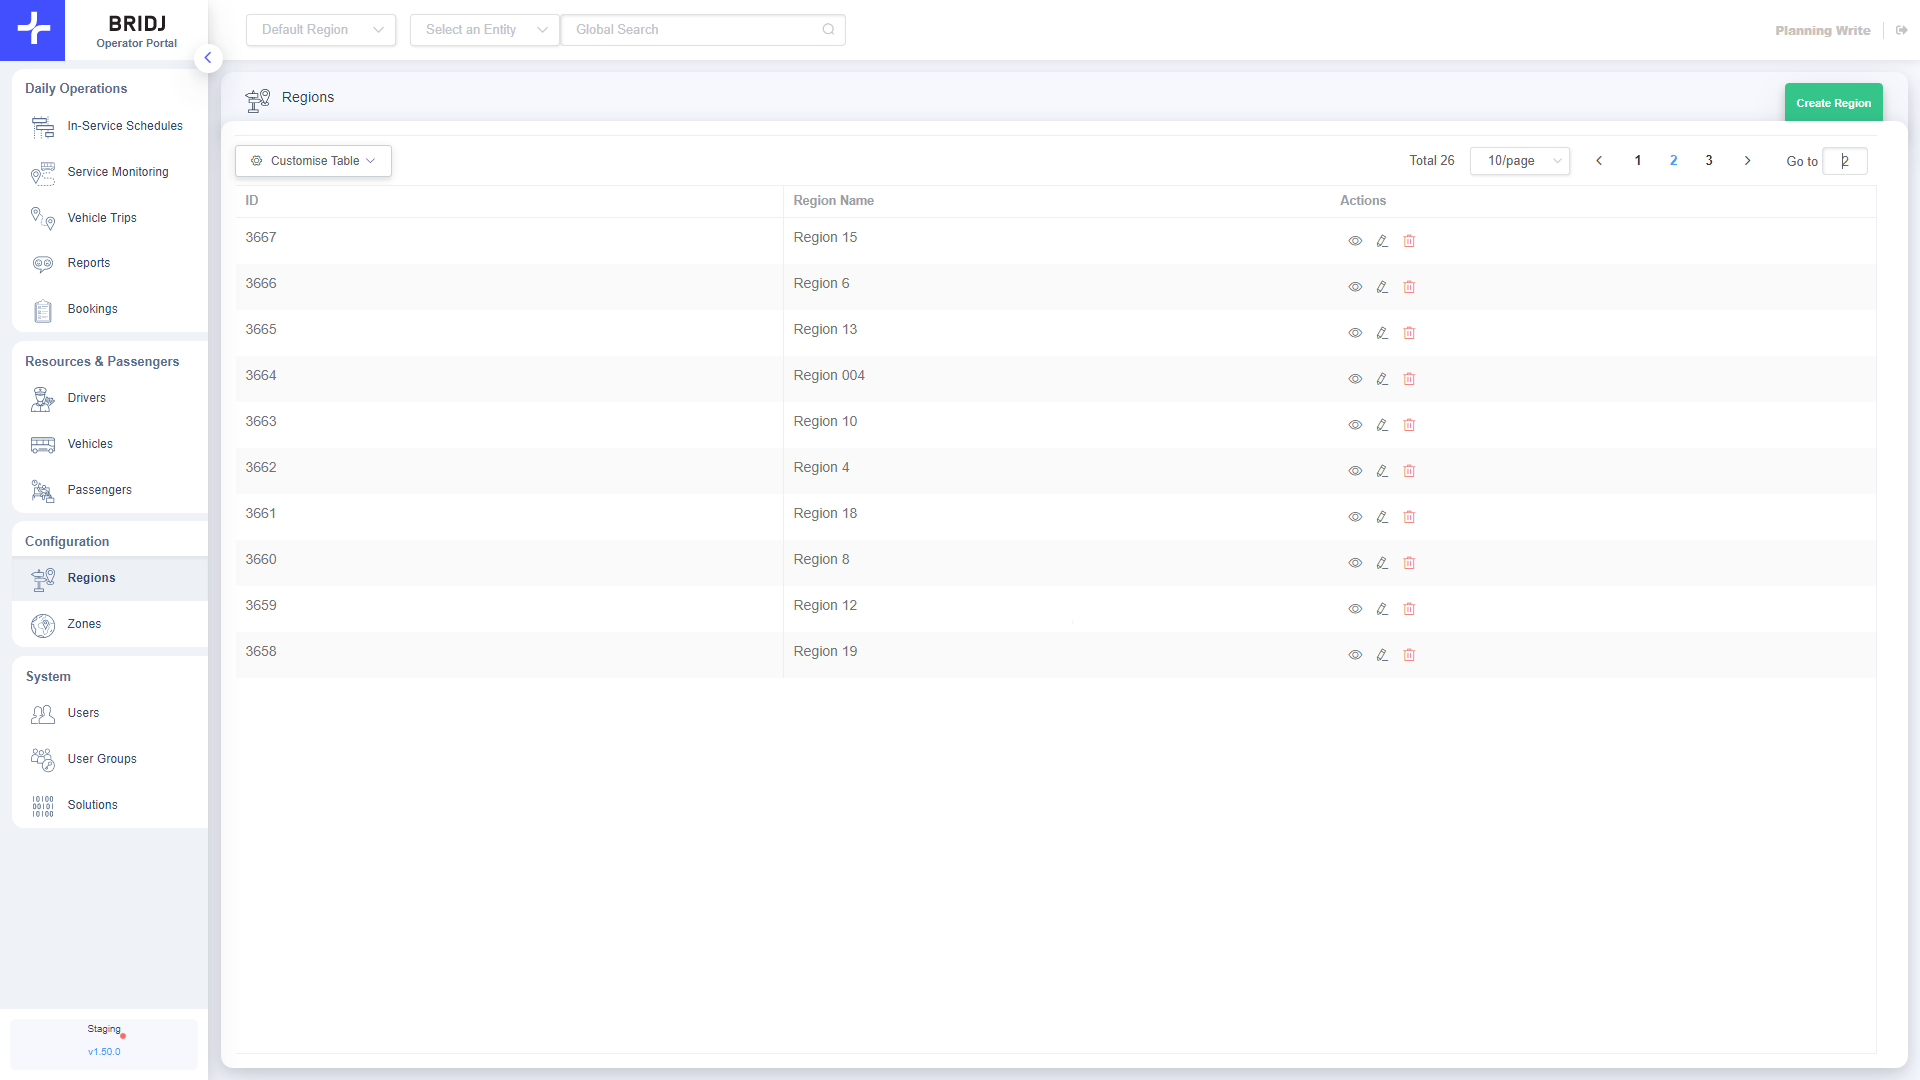 BRIDJ
Operator Portal
Default Region
Select an Entity
Global Search
Planning Write
Daily Operations
In-Service Schedules
Service Monitoring
Vehicle Trips
Reports
Bookings
Resources & Passengers
Drivers
Vehicles
Passengers
Configuration
Regions
Zones
System
Users
User Groups
Solutions
Staging
v1.50.0
Regions
Create Region
Customise Table
Total 26
10/page
1
2
3
Go to
2
ID Region Name Actions
3667 Region 15
3666 Region 6
3665 Region 13
3664 Region 004
3663 Region 10
3662 Region 4
3661 Region 18
3660 Region 8
3659 Region 12
3658 Region 19